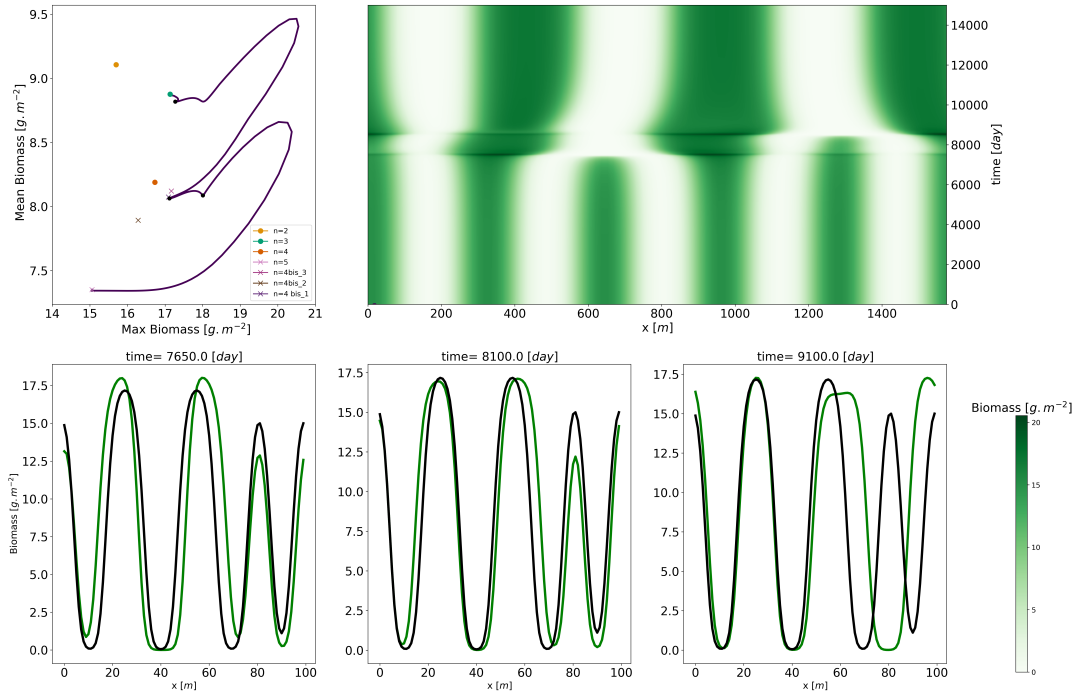 9.5
9.0
8.5
8.0
7.5
Mean Biomass [g.m⁻²]
14 15 16 17 18 19 20 21
Max Biomass [g.m⁻²]
n=2
n=3
n=4
n=5
n=4bis_3
n=4bis_2
n=4 bis_1
14000
12000
10000
8000
6000
4000
2000
0
time [day]
0 200 400 600 800 1000 1200 1400
x [m]
time= 7650.0 [day]
17.5
15.0
12.5
10.0
7.5
5.0
2.5
0.0
Biomass [g.m⁻²]
0 20 40 60 80 100
x [m]
time= 8100.0 [day]
17.5
15.0
12.5
10.0
7.5
5.0
2.5
0.0
0 20 40 60 80 100
x [m]
time= 9100.0 [day]
17.5
15.0
12.5
10.0
7.5
5.0
2.5
0.0
0 20 40 60 80 100
x [m]
Biomass [g.m⁻²]
20
15
10
5
0